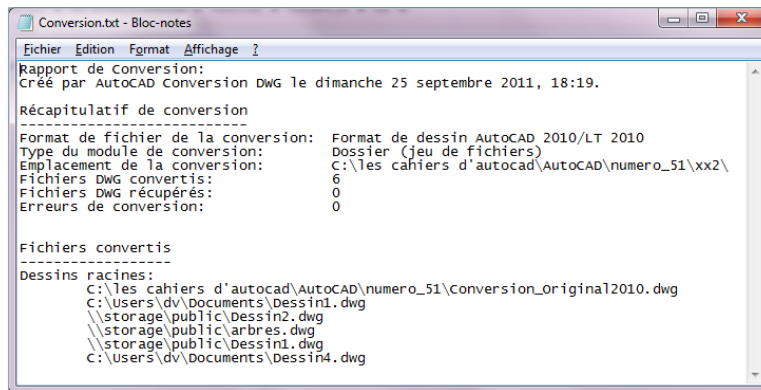 Conversion.txt - Bloc-notes
Fichier Edition Format Affichage ?
Rapport de Conversion:
Créé par AutoCAD Conversion DWG le dimanche 25 septembre 2011, 18:19.
Récapitulatif de conversion
---------------------------
Format de fichier de la conversion: Format de dessin AutoCAD 2010/LT 2010
Type du module de conversion: Dossier (jeu de fichiers)
Emplacement de la conversion: C:\les cahiers d'autocad\AutoCAD\numero_51\xx2\
Fichiers DWG convertis: 6
Fichiers DWG récupérés: 0
Erreurs de conversion: 0
Fichiers convertis
------------------
Dessins racines:
C:\les cahiers d'autocad\AutoCAD\numero_51\Conversion_Original2010.dwg
C:\Users\dv\Documents\Dessin1.dwg
\\storage\public\Dessin2.dwg
\\storage\public\arbres.dwg
\\storage\public\Dessin1.dwg
C:\Users\dv\Documents\Dessin4.dwg